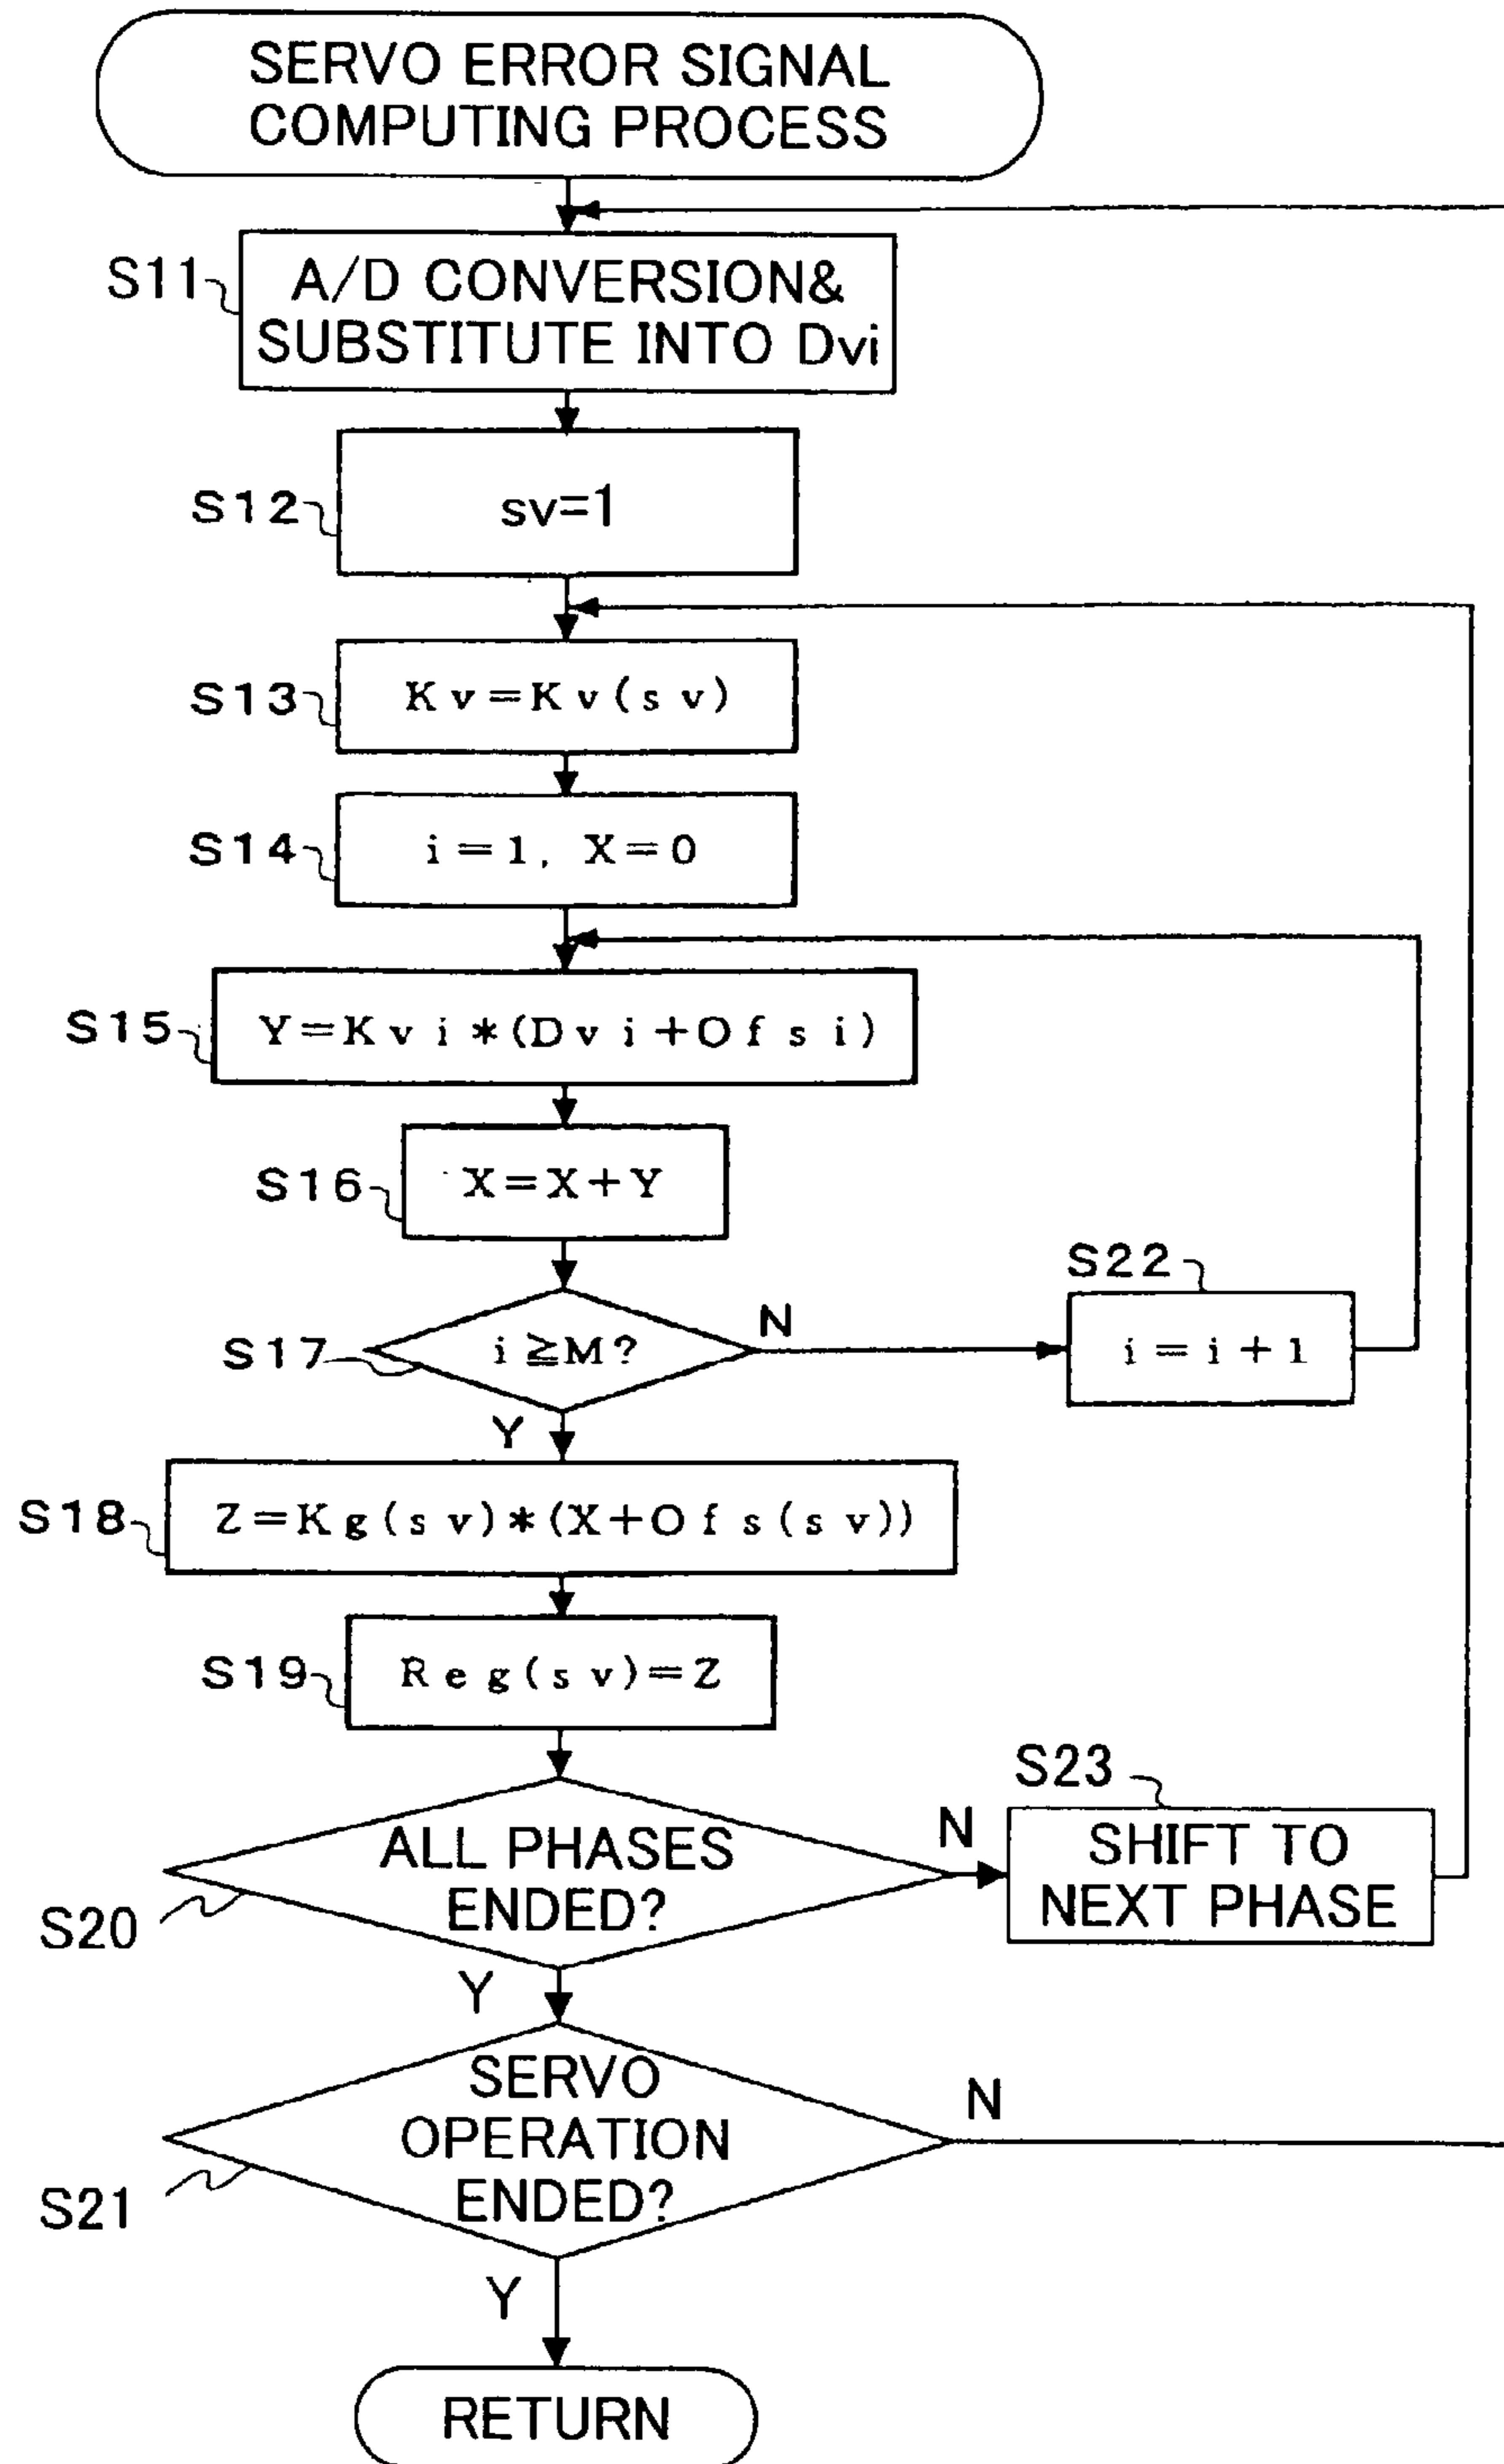 SERVO ERROR SIGNAL
COMPUTING PROCESS
S11
A/D CONVERSION&
SUBSTITUTE INTO Dvi
S12
sv=1
S13
Kv=Kv(sv)
S14
i=1, X=0
S15
Y=Kvi*(Dvi+Ofsi)
S16
X=X+Y
S17
i≧M?
N
S22
i=i+1
Y
S18
Z=Kg(sv)*(X+Ofs(sv))
S19
Reg(sv)=Z
S20
ALL PHASES
ENDED?
N
S23
SHIFT TO
NEXT PHASE
Y
S21
SERVO
OPERATION
ENDED?
N
Y
RETURN